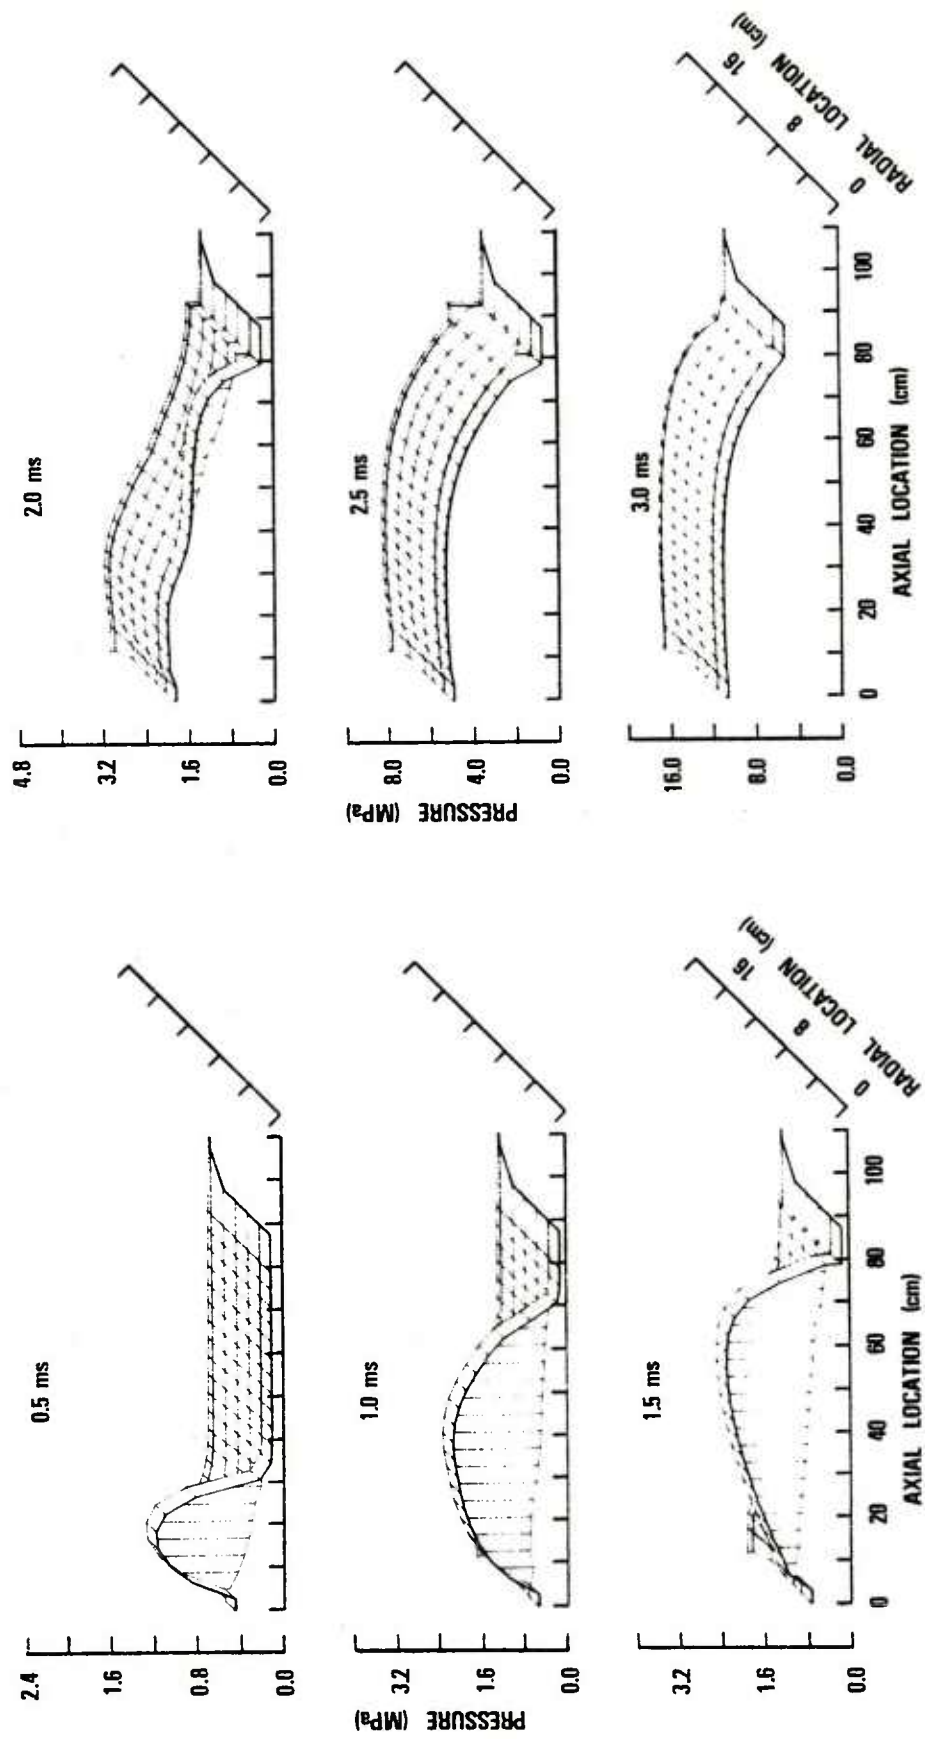 0.5 ms
2.4
1.6
0.8
0.0
1.0 ms
PRESSURE (MPa)
3.2
1.6
0.0
1.5 ms
3.2
1.6
0.0
0 20 40 60 80 100
AXIAL LOCATION (cm)
0 8 16
RADIAL LOCATION (cm)
2.0 ms
4.8
3.2
1.6
0.0
2.5 ms
PRESSURE (MPa)
8.0
4.0
0.0
3.0 ms
16.0
8.0
0.0
0 20 40 60 80 100
AXIAL LOCATION (cm)
0 8 16
RADIAL LOCATION (cm)